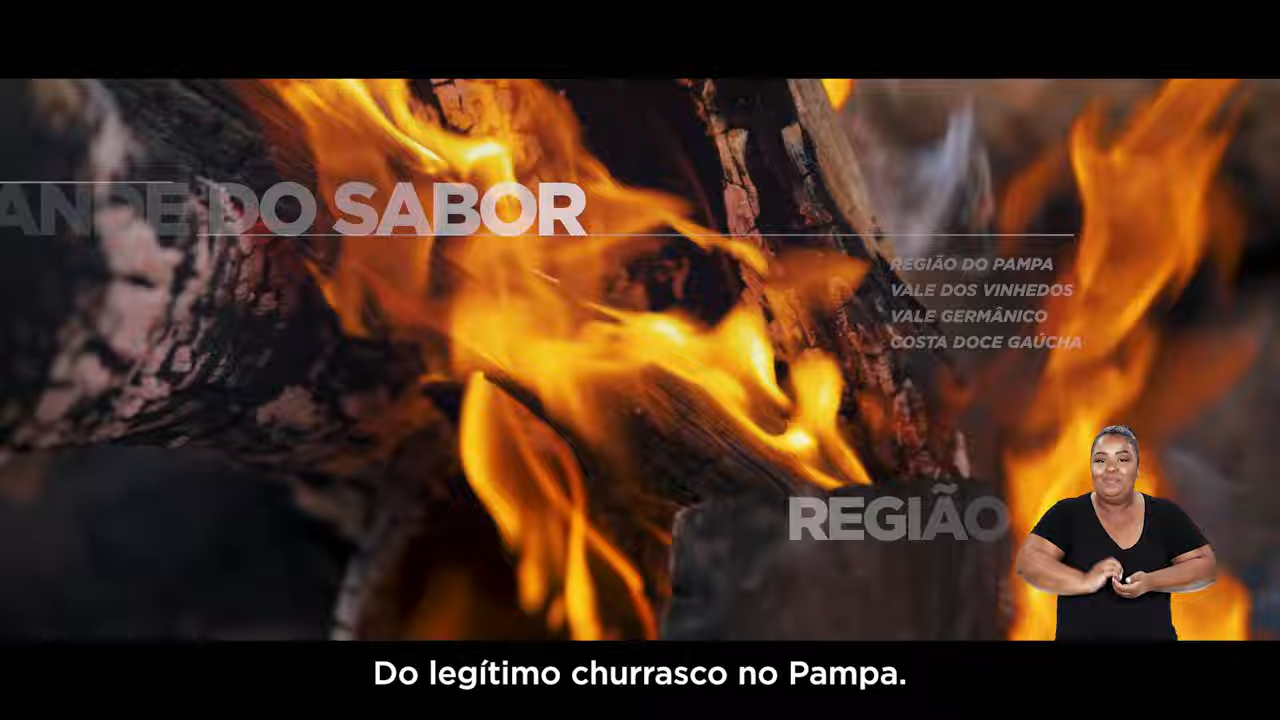 ANDE DO SABOR
REGIÃO DO PAMPA
VALE DOS VINHEDOS
VALE GERMÂNICO
COSTA DOCE GAÚCHA
REGIÃO
Do legítimo churrasco no Pampa.